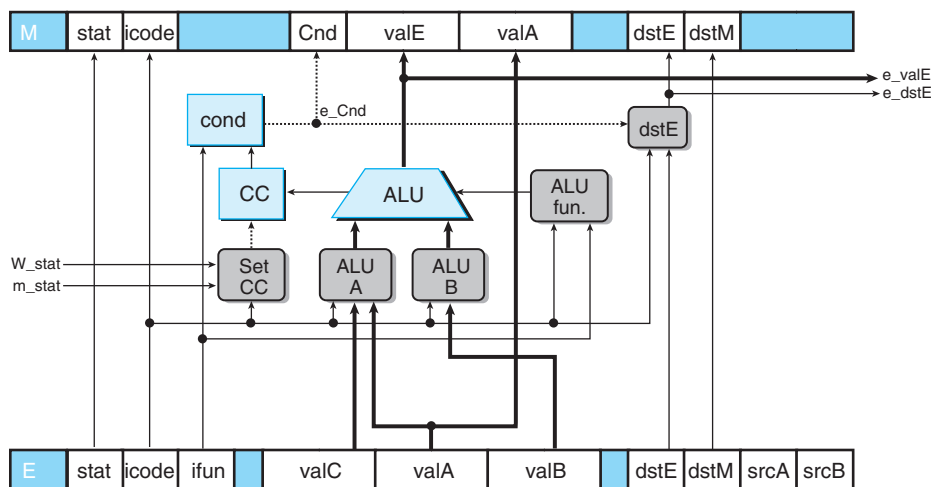 M stat icode Cnd valE valA dstE dstM
e_valE
e_dstE
e_Cnd
cond
dstE
CC
ALU
ALU
fun.
W_stat
m_stat
Set
CC
ALU
A
ALU
B
E stat icode ifun valC valA valB dstE dstM srcA srcB